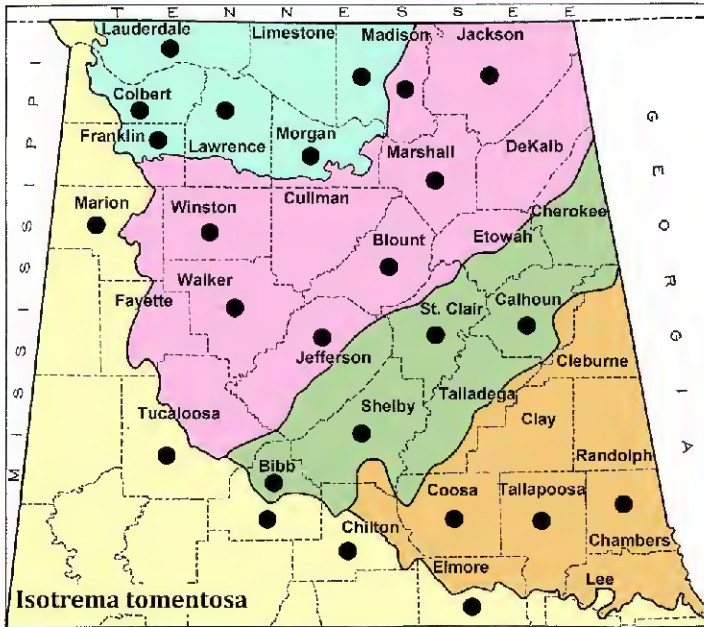 T E N N E S S E E
Lauderdale
Limestone
Madison
Jackson
Colbert
Franklin
Lawrence
Morgan
Marshall
DeKalb
Marion
Winston
Cullman
Cherokee
Blount
Etowah
Walker
Fayette
St. Clair
Calhoun
Jefferson
Cleburne
Tucaloosa
Shelby
Talladega
Clay
Randolph
Bibb
Coosa
Tallapoosa
Chilton
Chambers
Elmore
Lee
Isotrema tomentosa
M I S S I S S I P P I
G E O R G I A